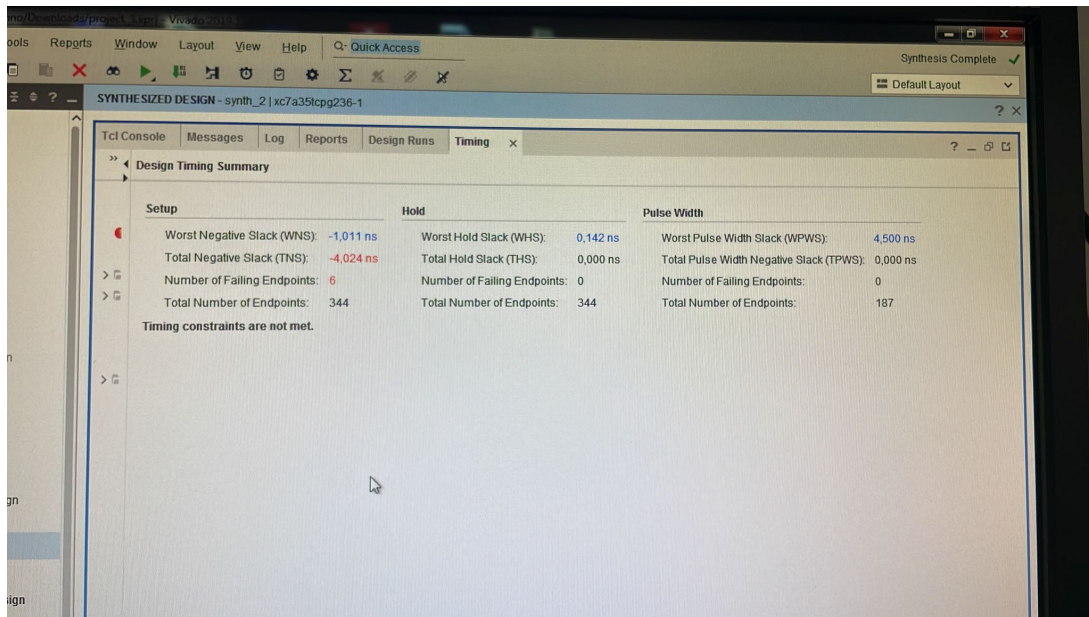 project_3.xpr] - Vivado 2019
ools Reports Window Layout View Help Quick Access
Synthesis Complete
Default Layout
SYNTHESIZED DESIGN - synth_2 | xc7a35tcpg236-1
Tcl Console Messages Log Reports Design Runs Timing
Design Timing Summary
Setup Hold Pulse Width
Worst Negative Slack (WNS): -1,011 ns Worst Hold Slack (WHS): 0,142 ns Worst Pulse Width Slack (WPWS): 4,500 ns
Total Negative Slack (TNS): -4,024 ns Total Hold Slack (THS): 0,000 ns Total Pulse Width Negative Slack (TPWS): 0,000 ns
Number of Failing Endpoints: 6 Number of Failing Endpoints: 0 Number of Failing Endpoints: 0
Total Number of Endpoints: 344 Total Number of Endpoints: 344 Total Number of Endpoints: 187
Timing constraints are not met.
n
gn
sign